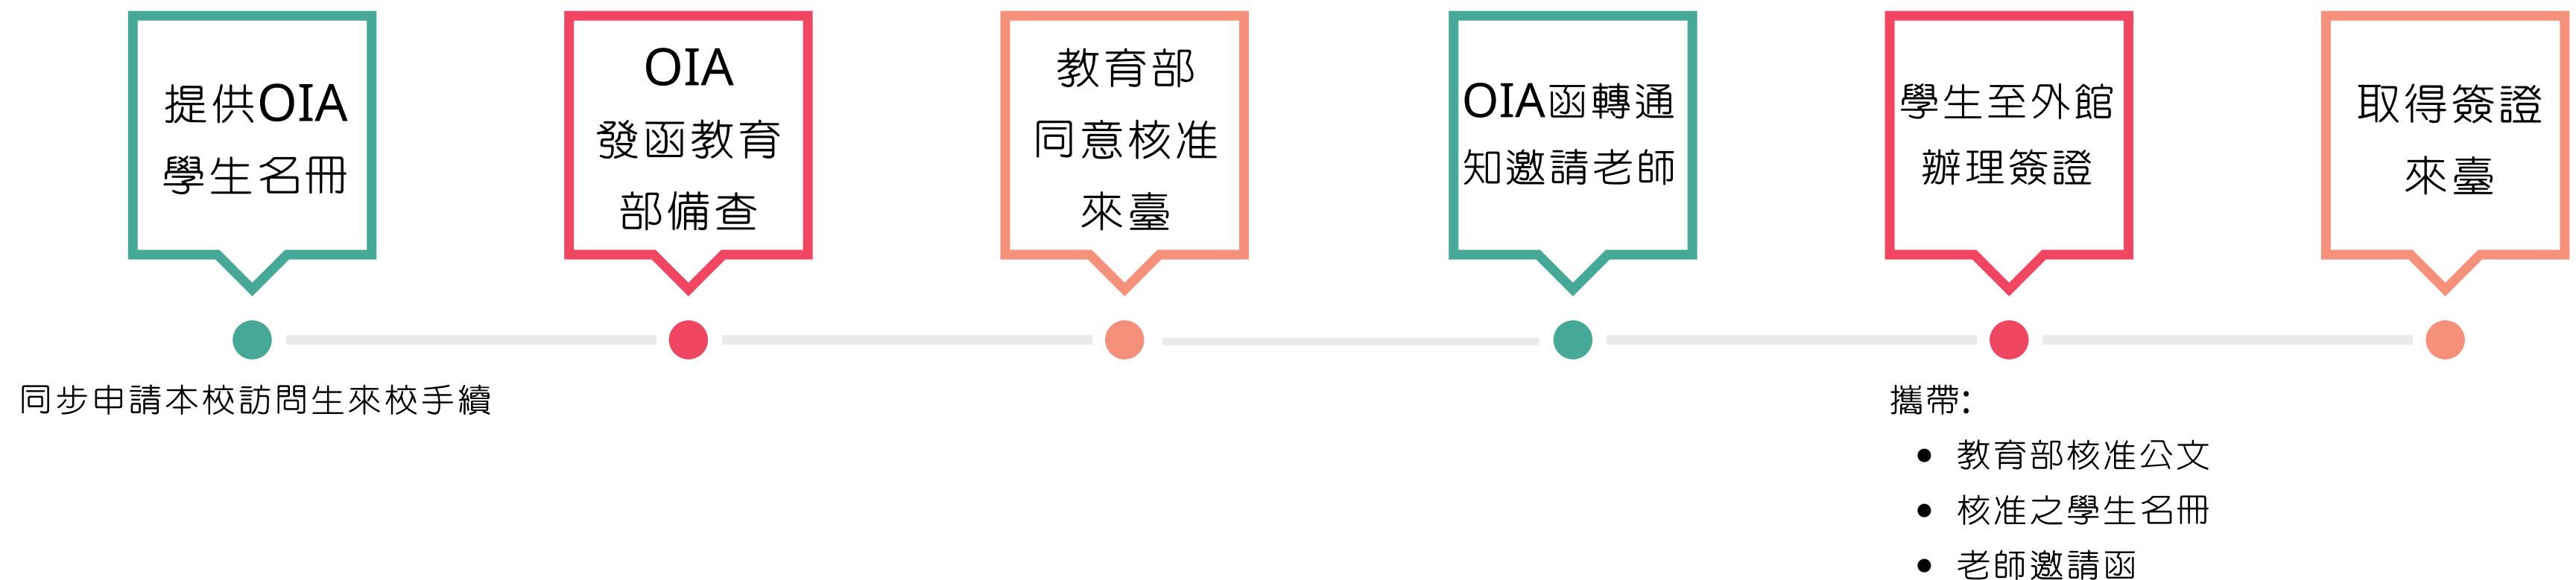 提供OIA
學生名冊
OIA
發函教育
部備查
教育部
同意核准
來臺
OIA函轉通
知邀請老師
學生至外館
辦理簽證
取得簽證
來臺
同步申請本校訪問生來校手續
攜帶:
• 教育部核准公文
• 核准之學生名冊
• 老師邀請函